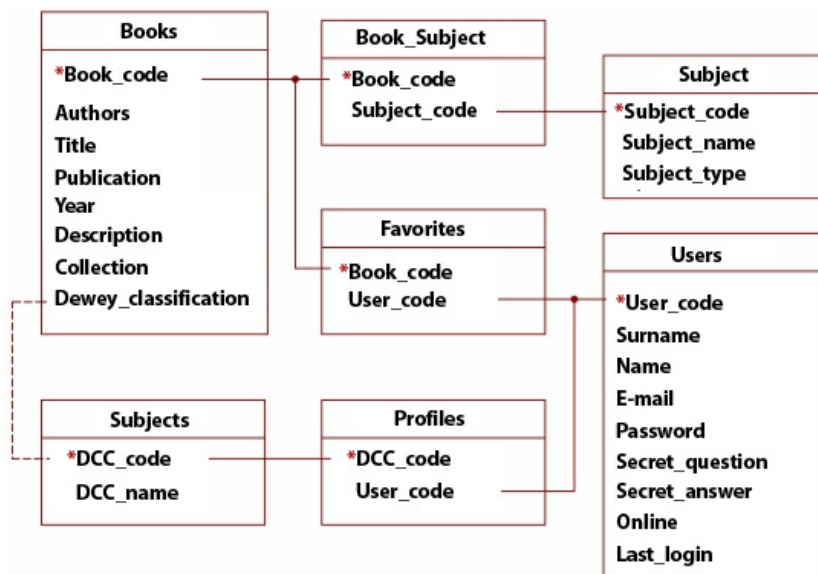 Books
*Book_code
Authors
Title
Publication
Year
Description
Collection
Dewey_classification
Book_Subject
*Book_code
Subject_code
Subject
*Subject_code
Subject_name
Subject_type
Favorites
*Book_code
User_code
Users
*User_code
Surname
Name
E-mail
Password
Secret_question
Secret_answer
Online
Last_login
Subjects
*DCC_code
DCC_name
Profiles
*DCC_code
User_code